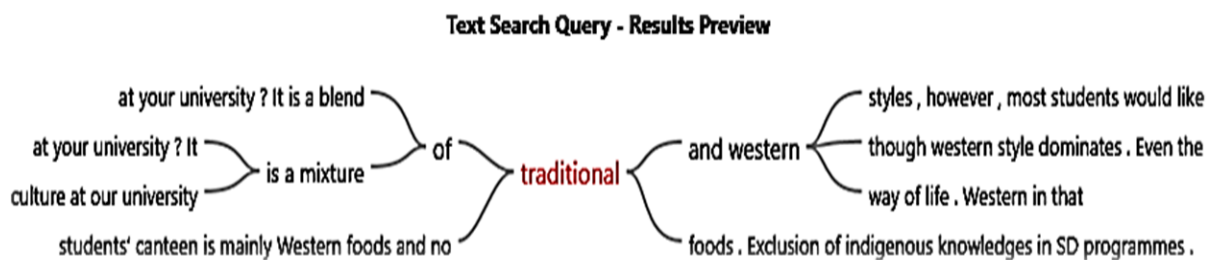 Text Search Query - Results Preview
at your university ? It is a blend
at your university ? It
culture at our university
is a mixture
of
students' canteen is mainly Western foods and no
traditional
and western
styles , however , most students would like
though western style dominates . Even the
way of life . Western in that
foods . Exclusion of indigenous knowledges in SD programmes .